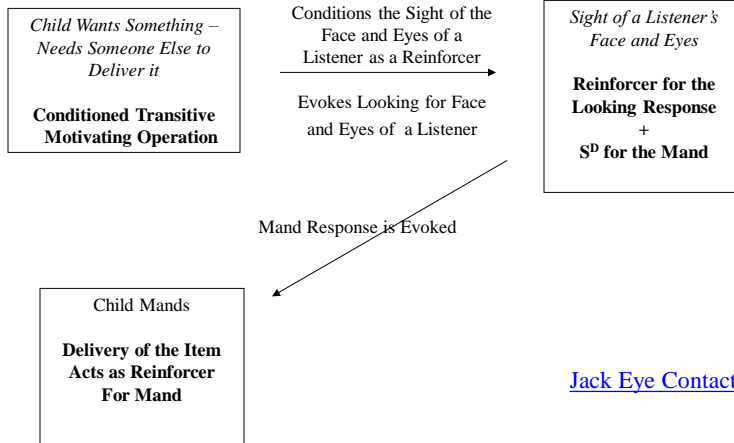 Child Wants Something –
Needs Someone Else to
Deliver it
Conditioned Transitive
Motivating Operation
Conditions the Sight of the
Face and Eyes of a
Listener as a Reinforcer
Evokes Looking for Face
and Eyes of a Listener
Sight of a Listener's
Face and Eyes
Reinforcer for the
Looking Response
+
Sᴰ for the Mand
Mand Response is Evoked
Child Mands
Delivery of the Item
Acts as Reinforcer
For Mand
Jack Eye Contact